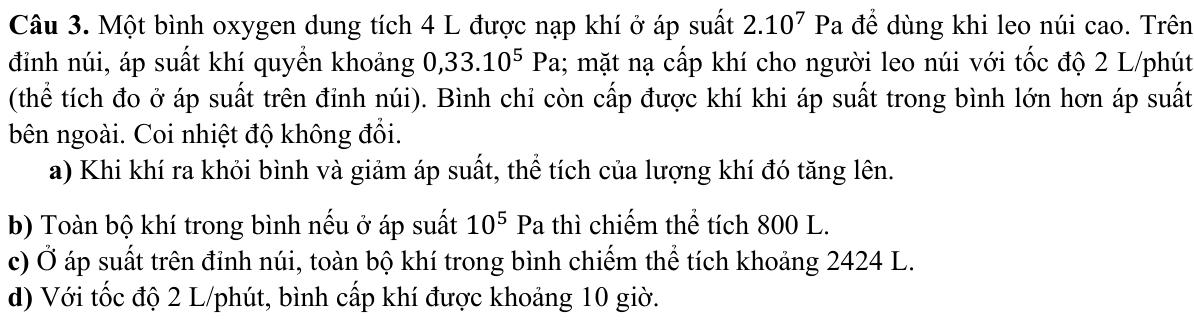 Câu 3. Một bình oxygen dung tích 4 L được nạp khí ở áp suất 2.10⁷ Pa để dùng khi leo núi cao. Trên
đỉnh núi, áp suất khí quyển khoảng 0,33.10⁵ Pa; mặt nạ cấp khí cho người leo núi với tốc độ 2 L/phút
(thể tích đo ở áp suất trên đỉnh núi). Bình chỉ còn cấp được khí khi áp suất trong bình lớn hơn áp suất
bên ngoài. Coi nhiệt độ không đổi.
a) Khi khí ra khỏi bình và giảm áp suất, thể tích của lượng khí đó tăng lên.
b) Toàn bộ khí trong bình nếu ở áp suất 10⁵ Pa thì chiếm thể tích 800 L.
c) Ở áp suất trên đỉnh núi, toàn bộ khí trong bình chiếm thể tích khoảng 2424 L.
d) Với tốc độ 2 L/phút, bình cấp khí được khoảng 10 giờ.